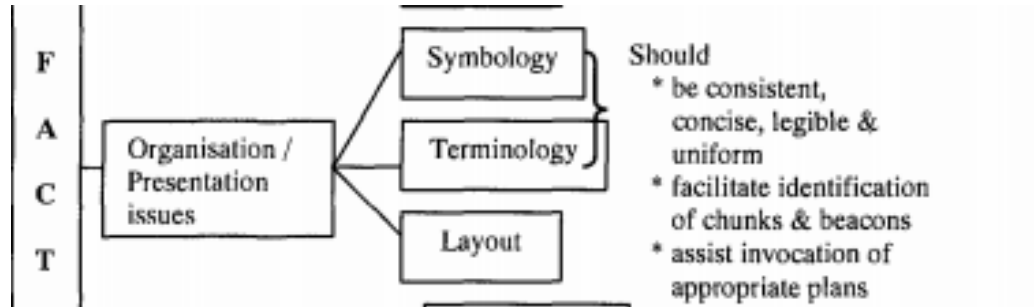 F
A
C
T
Organisation /
Presentation
issues
Symbology
Terminology
Layout
Should
* be consistent,
concise, legible &
uniform
* facilitate identification
of chunks & beacons
* assist invocation of
appropriate plans